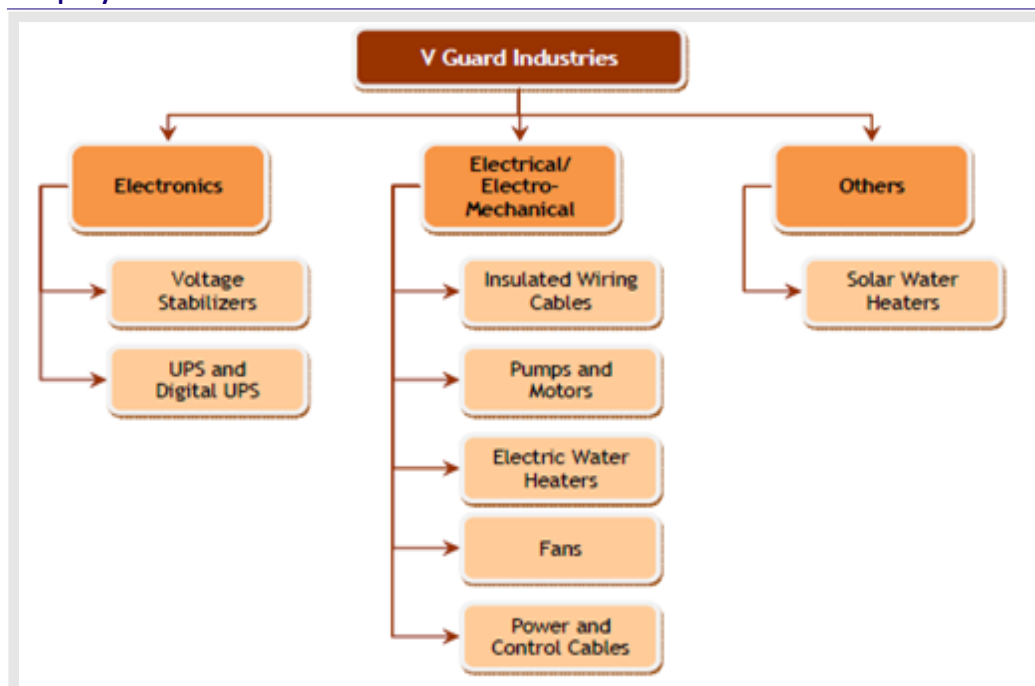 V Guard Industries
Electronics
Voltage
Stabilizers
UPS and
Digital UPS
Electrical/
Electro-
Mechanical
Insulated Wiring
Cables
Pumps and
Motors
Electric Water
Heaters
Fans
Power and
Control Cables
Others
Solar Water
Heaters